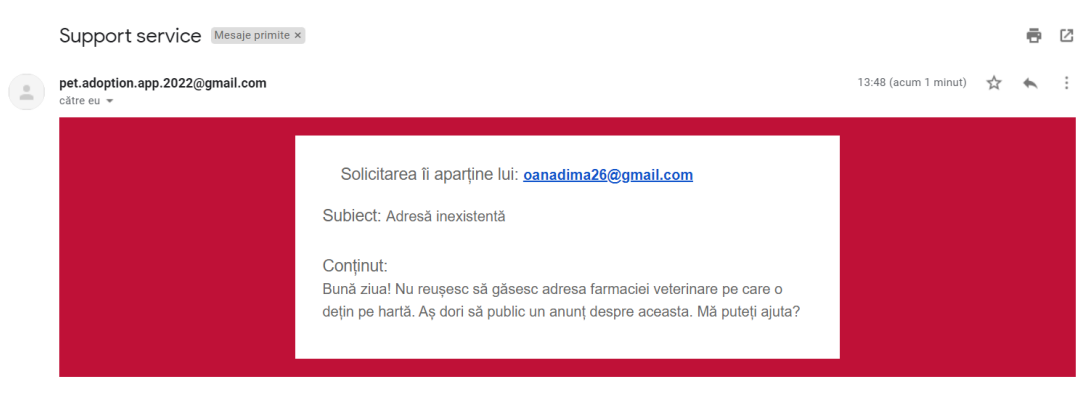 Support service Mesaje primite ×
pet.adoption.app.2022@gmail.com 13:48 (acum 1 minut)
către eu
Solicitarea îi aparține lui: oanadima26@gmail.com
Subiect: Adresă inexistentă
Conținut:
Bună ziua! Nu reușesc să găsesc adresa farmaciei veterinare pe care o
dețin pe hartă. Aș dori să public un anunț despre aceasta. Mă puteți ajuta?